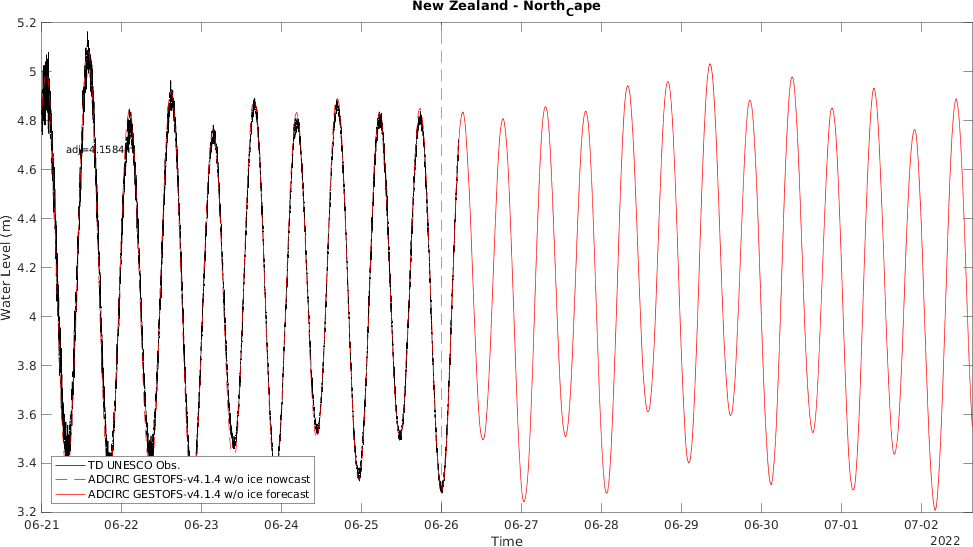 New Zealand - NorthCape
5.2
5
4.8
4.6
4.4
4.2
4
3.8
3.6
3.4
3.2
Water Level (m)
adj=4.1584m
TD UNESCO Obs.
ADCIRC GESTOFS-v4.1.4 w/o ice nowcast
ADCIRC GESTOFS-v4.1.4 w/o ice forecast
06-21 06-22 06-23 06-24 06-25 06-26 06-27 06-28 06-29 06-30 07-01 07-02
Time
2022